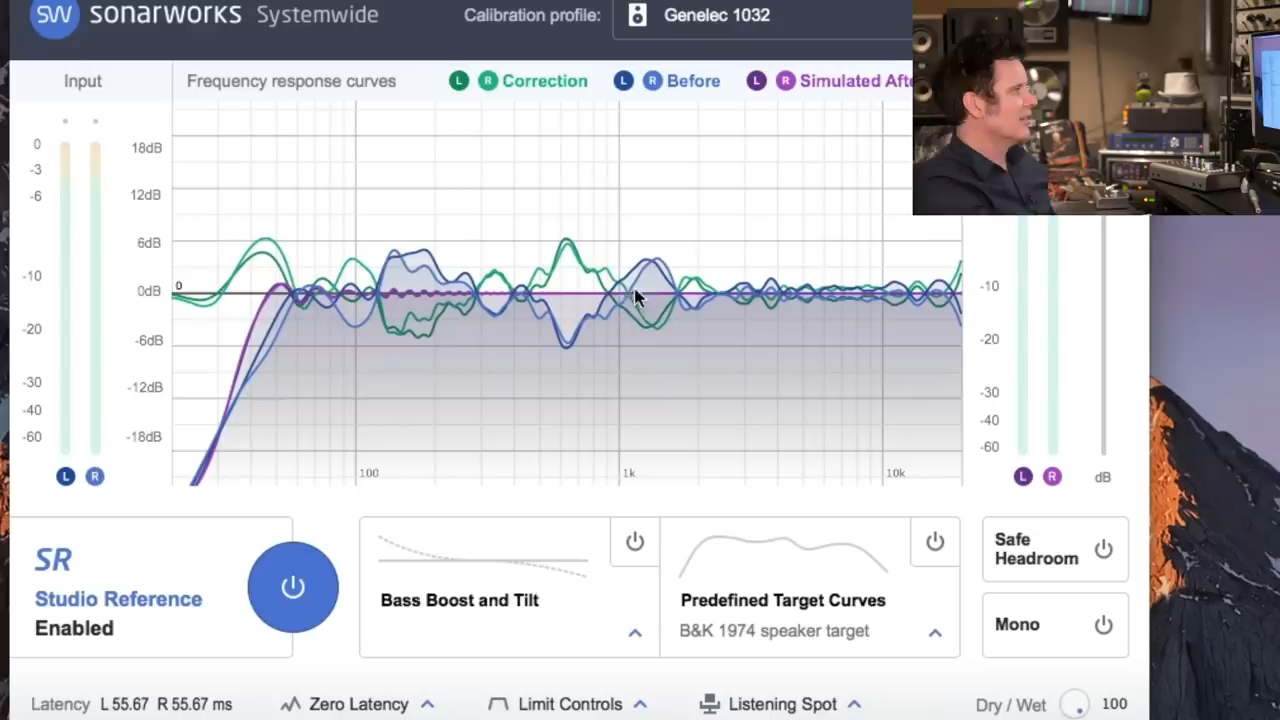 SW sonarworks Systemwide
Calibration profile: Genelec 1032
Input
Frequency response curves
L R Correction
L R Before
L R Simulated Afte
0
-3
-6
-10
-20
-30
-40
-60
L R
18dB
12dB
6dB
0dB
-6dB
-12dB
-18dB
0
100
1k
10k
-10
-20
-30
-40
-60
L R dB
SR
Studio Reference
Enabled
Bass Boost and Tilt
Predefined Target Curves
B&K 1974 speaker target
Safe
Headroom
Mono
Latency L 55.67 R 55.67 ms
Zero Latency
Limit Controls
Listening Spot
Dry / Wet 100